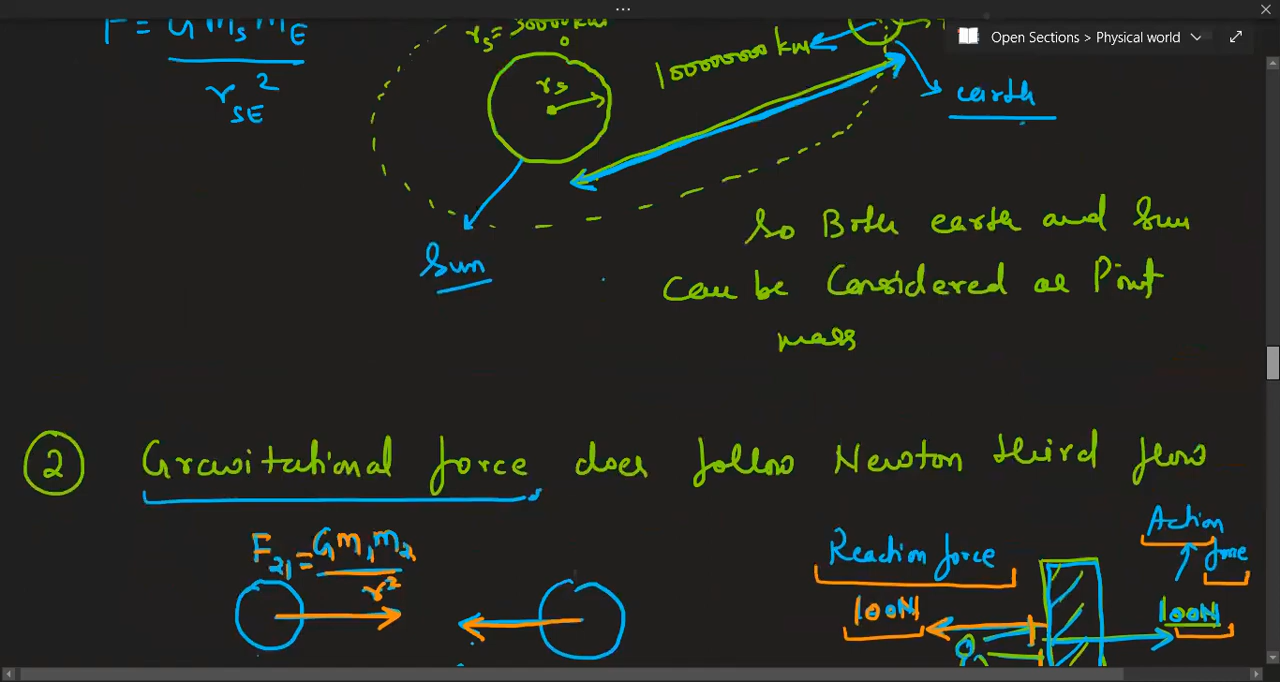 F = G mS mE
rSE²
rs = 30000 km
rs
100000000 km
Open Sections > Physical world
earth
Sun
So Both earth and Sun
can be Considered as Point
mass
2 Gravitational force does follow Newton third
F21 = Gm1m2
r²
Reaction force
100N
Action
force
100N